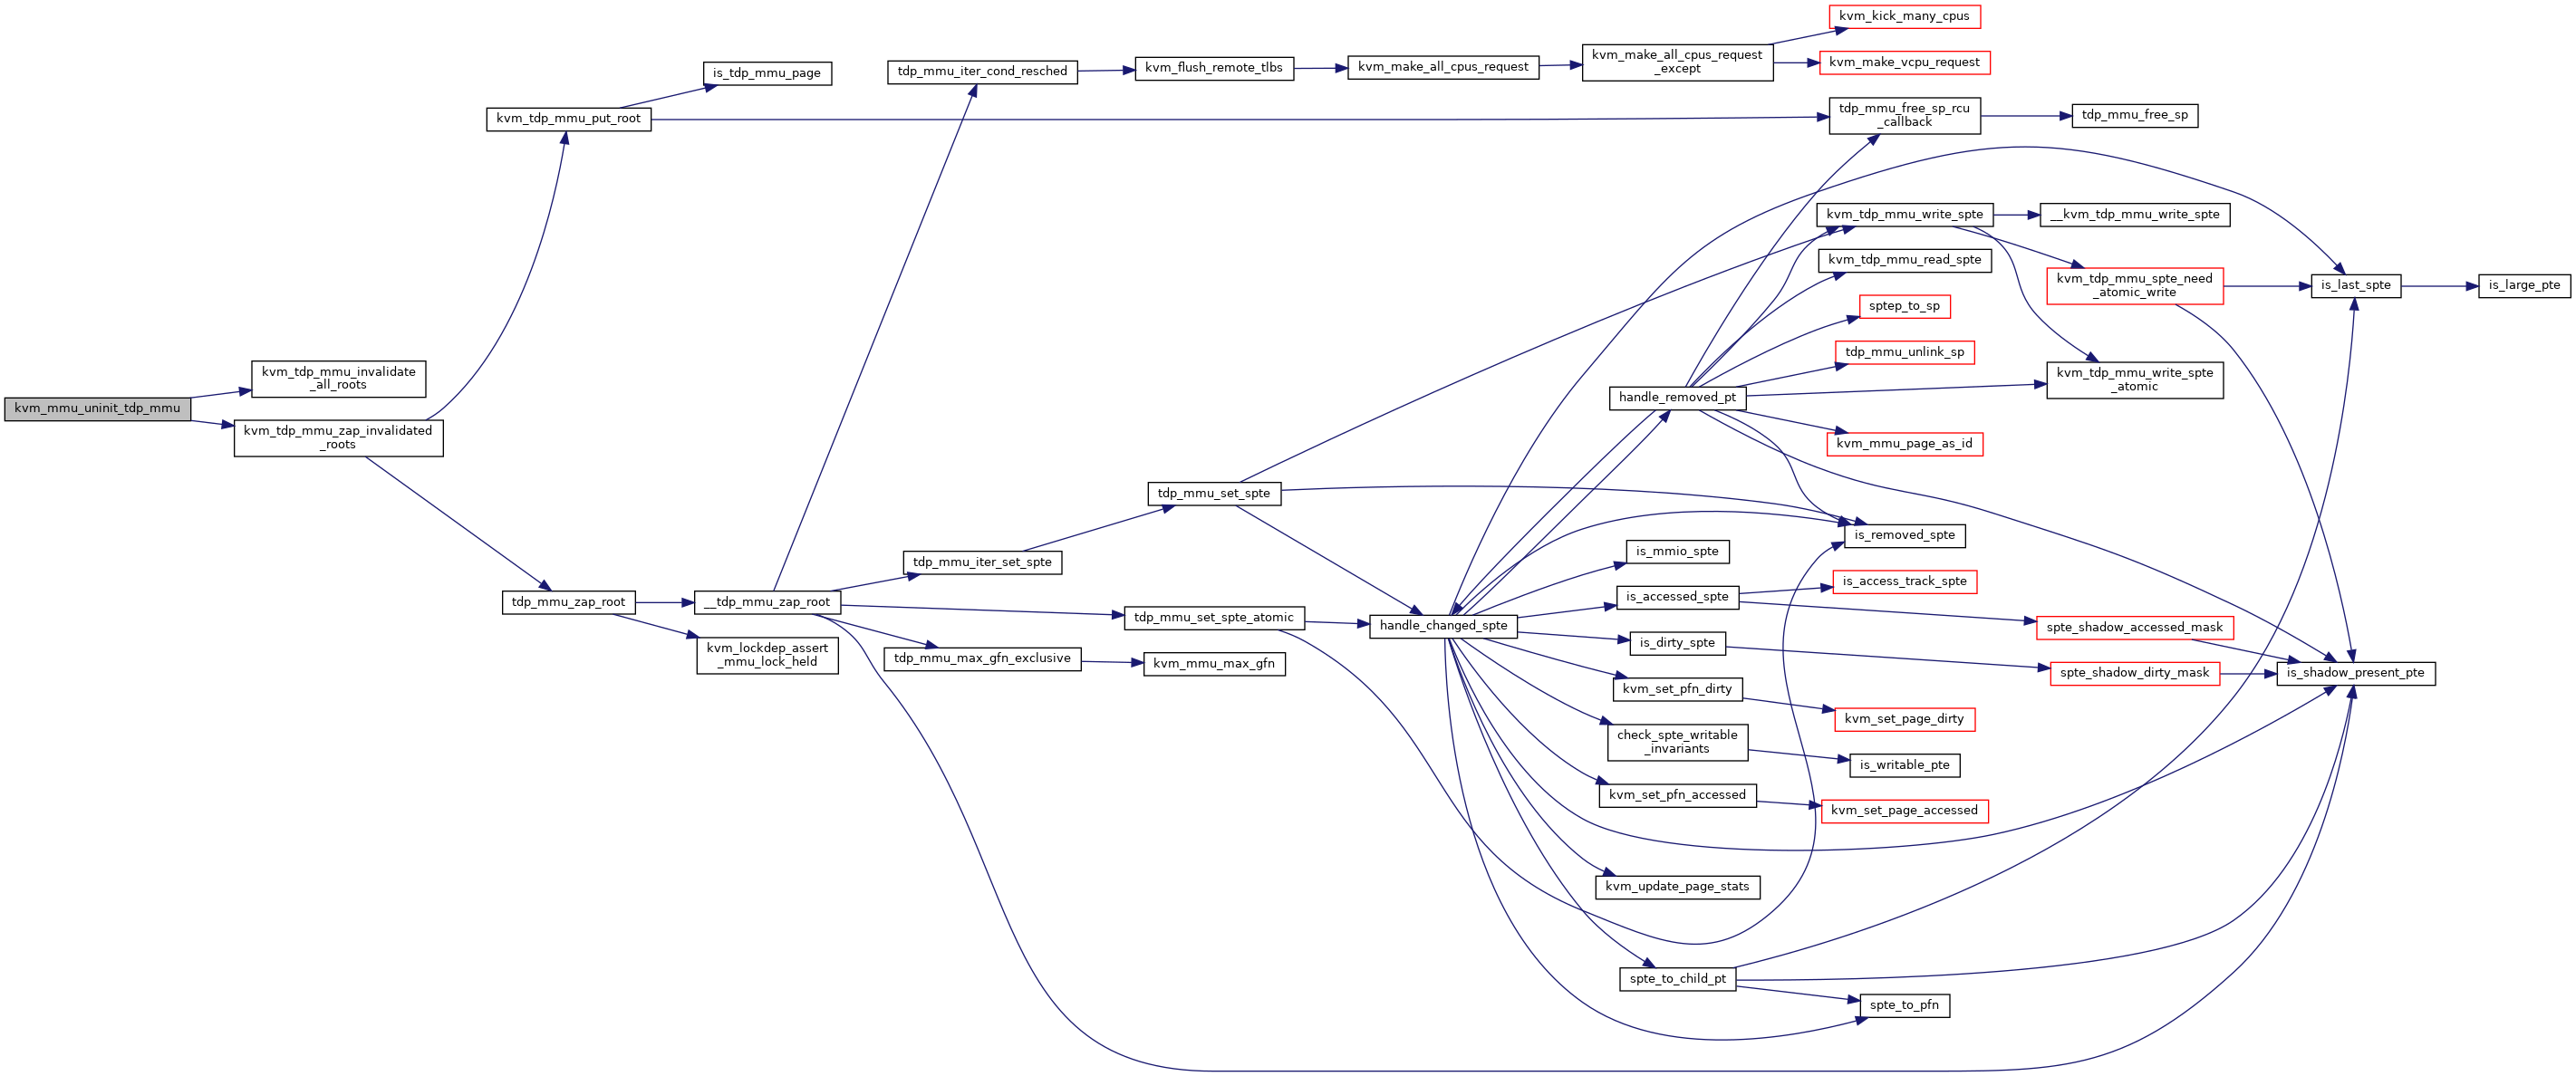 kvm_mmu_uninit_tdp_mmu
kvm_tdp_mmu_invalidate
_all_roots
kvm_tdp_mmu_zap_invalidated
_roots
kvm_tdp_mmu_put_root
tdp_mmu_zap_root
is_tdp_mmu_page
__tdp_mmu_zap_root
kvm_lockdep_assert
_mmu_lock_held
tdp_mmu_iter_cond_resched
tdp_mmu_iter_set_spte
tdp_mmu_max_gfn_exclusive
kvm_flush_remote_tlbs
tdp_mmu_set_spte
tdp_mmu_set_spte_atomic
kvm_mmu_max_gfn
kvm_make_all_cpus_request
handle_changed_spte
kvm_make_all_cpus_request
_except
handle_removed_pt
is_mmio_spte
is_accessed_spte
is_dirty_spte
kvm_set_pfn_dirty
check_spte_writable
_invariants
kvm_set_pfn_accessed
kvm_update_page_stats
spte_to_child_pt
kvm_kick_many_cpus
kvm_make_vcpu_request
tdp_mmu_free_sp_rcu
_callback
kvm_tdp_mmu_write_spte
kvm_tdp_mmu_read_spte
sptep_to_sp
tdp_mmu_unlink_sp
kvm_mmu_page_as_id
is_removed_spte
is_access_track_spte
kvm_set_page_dirty
is_writable_pte
kvm_set_page_accessed
spte_to_pfn
tdp_mmu_free_sp
__kvm_tdp_mmu_write_spte
kvm_tdp_mmu_spte_need
_atomic_write
kvm_tdp_mmu_write_spte
_atomic
spte_shadow_accessed_mask
spte_shadow_dirty_mask
is_last_spte
is_shadow_present_pte
is_large_pte